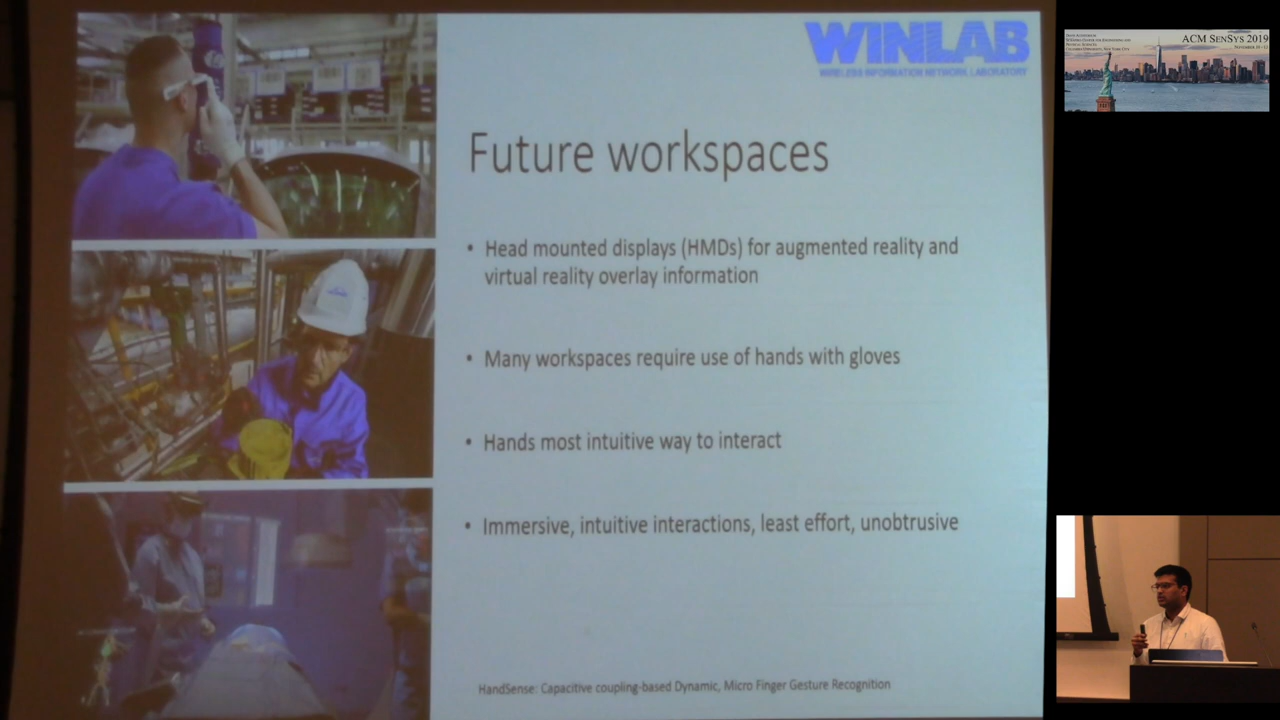 WINLAB
WIRELESS INFORMATION NETWORK LABORATORY
Future workspaces
• Head mounted displays (HMDs) for augmented reality and
virtual reality overlay information
• Many workspaces require use of hands with gloves
• Hands most intuitive way to interact
• Immersive, intuitive interactions, least effort, unobtrusive
HandSense: Capacitive coupling-based Dynamic, Micro Finger Gesture Recognition
ACM SenSys 2019